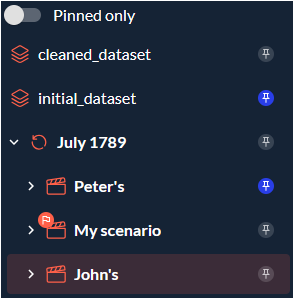 Pinned only
cleaned_dataset
initial_dataset
July 1789
Peter's
My scenario
John's